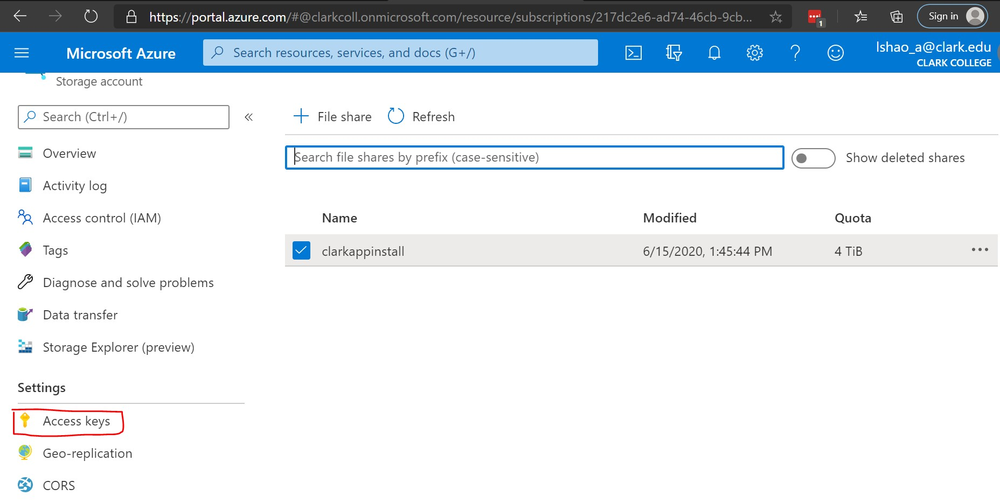 https://portal.azure.com/#@clarkcoll.onmicrosoft.com/resource/subscriptions/217dc2e6-ad74-46cb-9cb...
1
Sign in
Microsoft Azure
Search resources, services, and docs (G+/)
lshao_a@clark.edu
CLARK COLLEGE
Storage account
Search (Ctrl+/)
«
File share
Refresh
Overview
Search file shares by prefix (case-sensitive)
Show deleted shares
Activity log
Access control (IAM)
Name Modified Quota
Tags
clarkappinstall 6/15/2020, 1:45:44 PM 4 TiB
Diagnose and solve problems
Data transfer
Storage Explorer (preview)
Settings
Access keys
Geo-replication
CORS